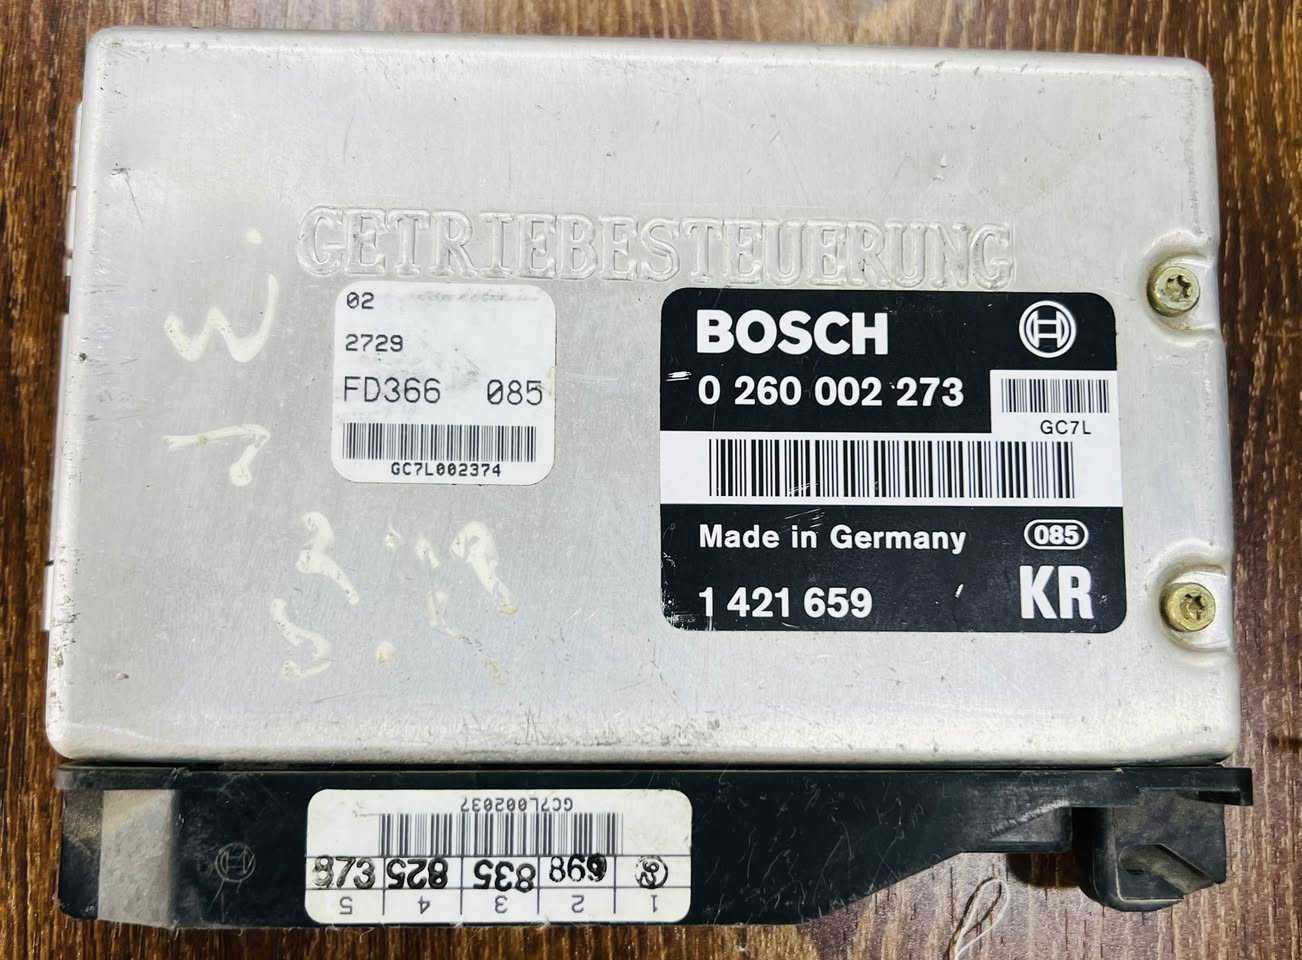 GETRIEBESTEUERUNG
02
2729
FD366 085
GC7L002374
BOSCH
0 260 002 273
GC7L
Made in Germany
085
1 421 659
KR
GC7L002037
873 825 835
5 4 3 2 1